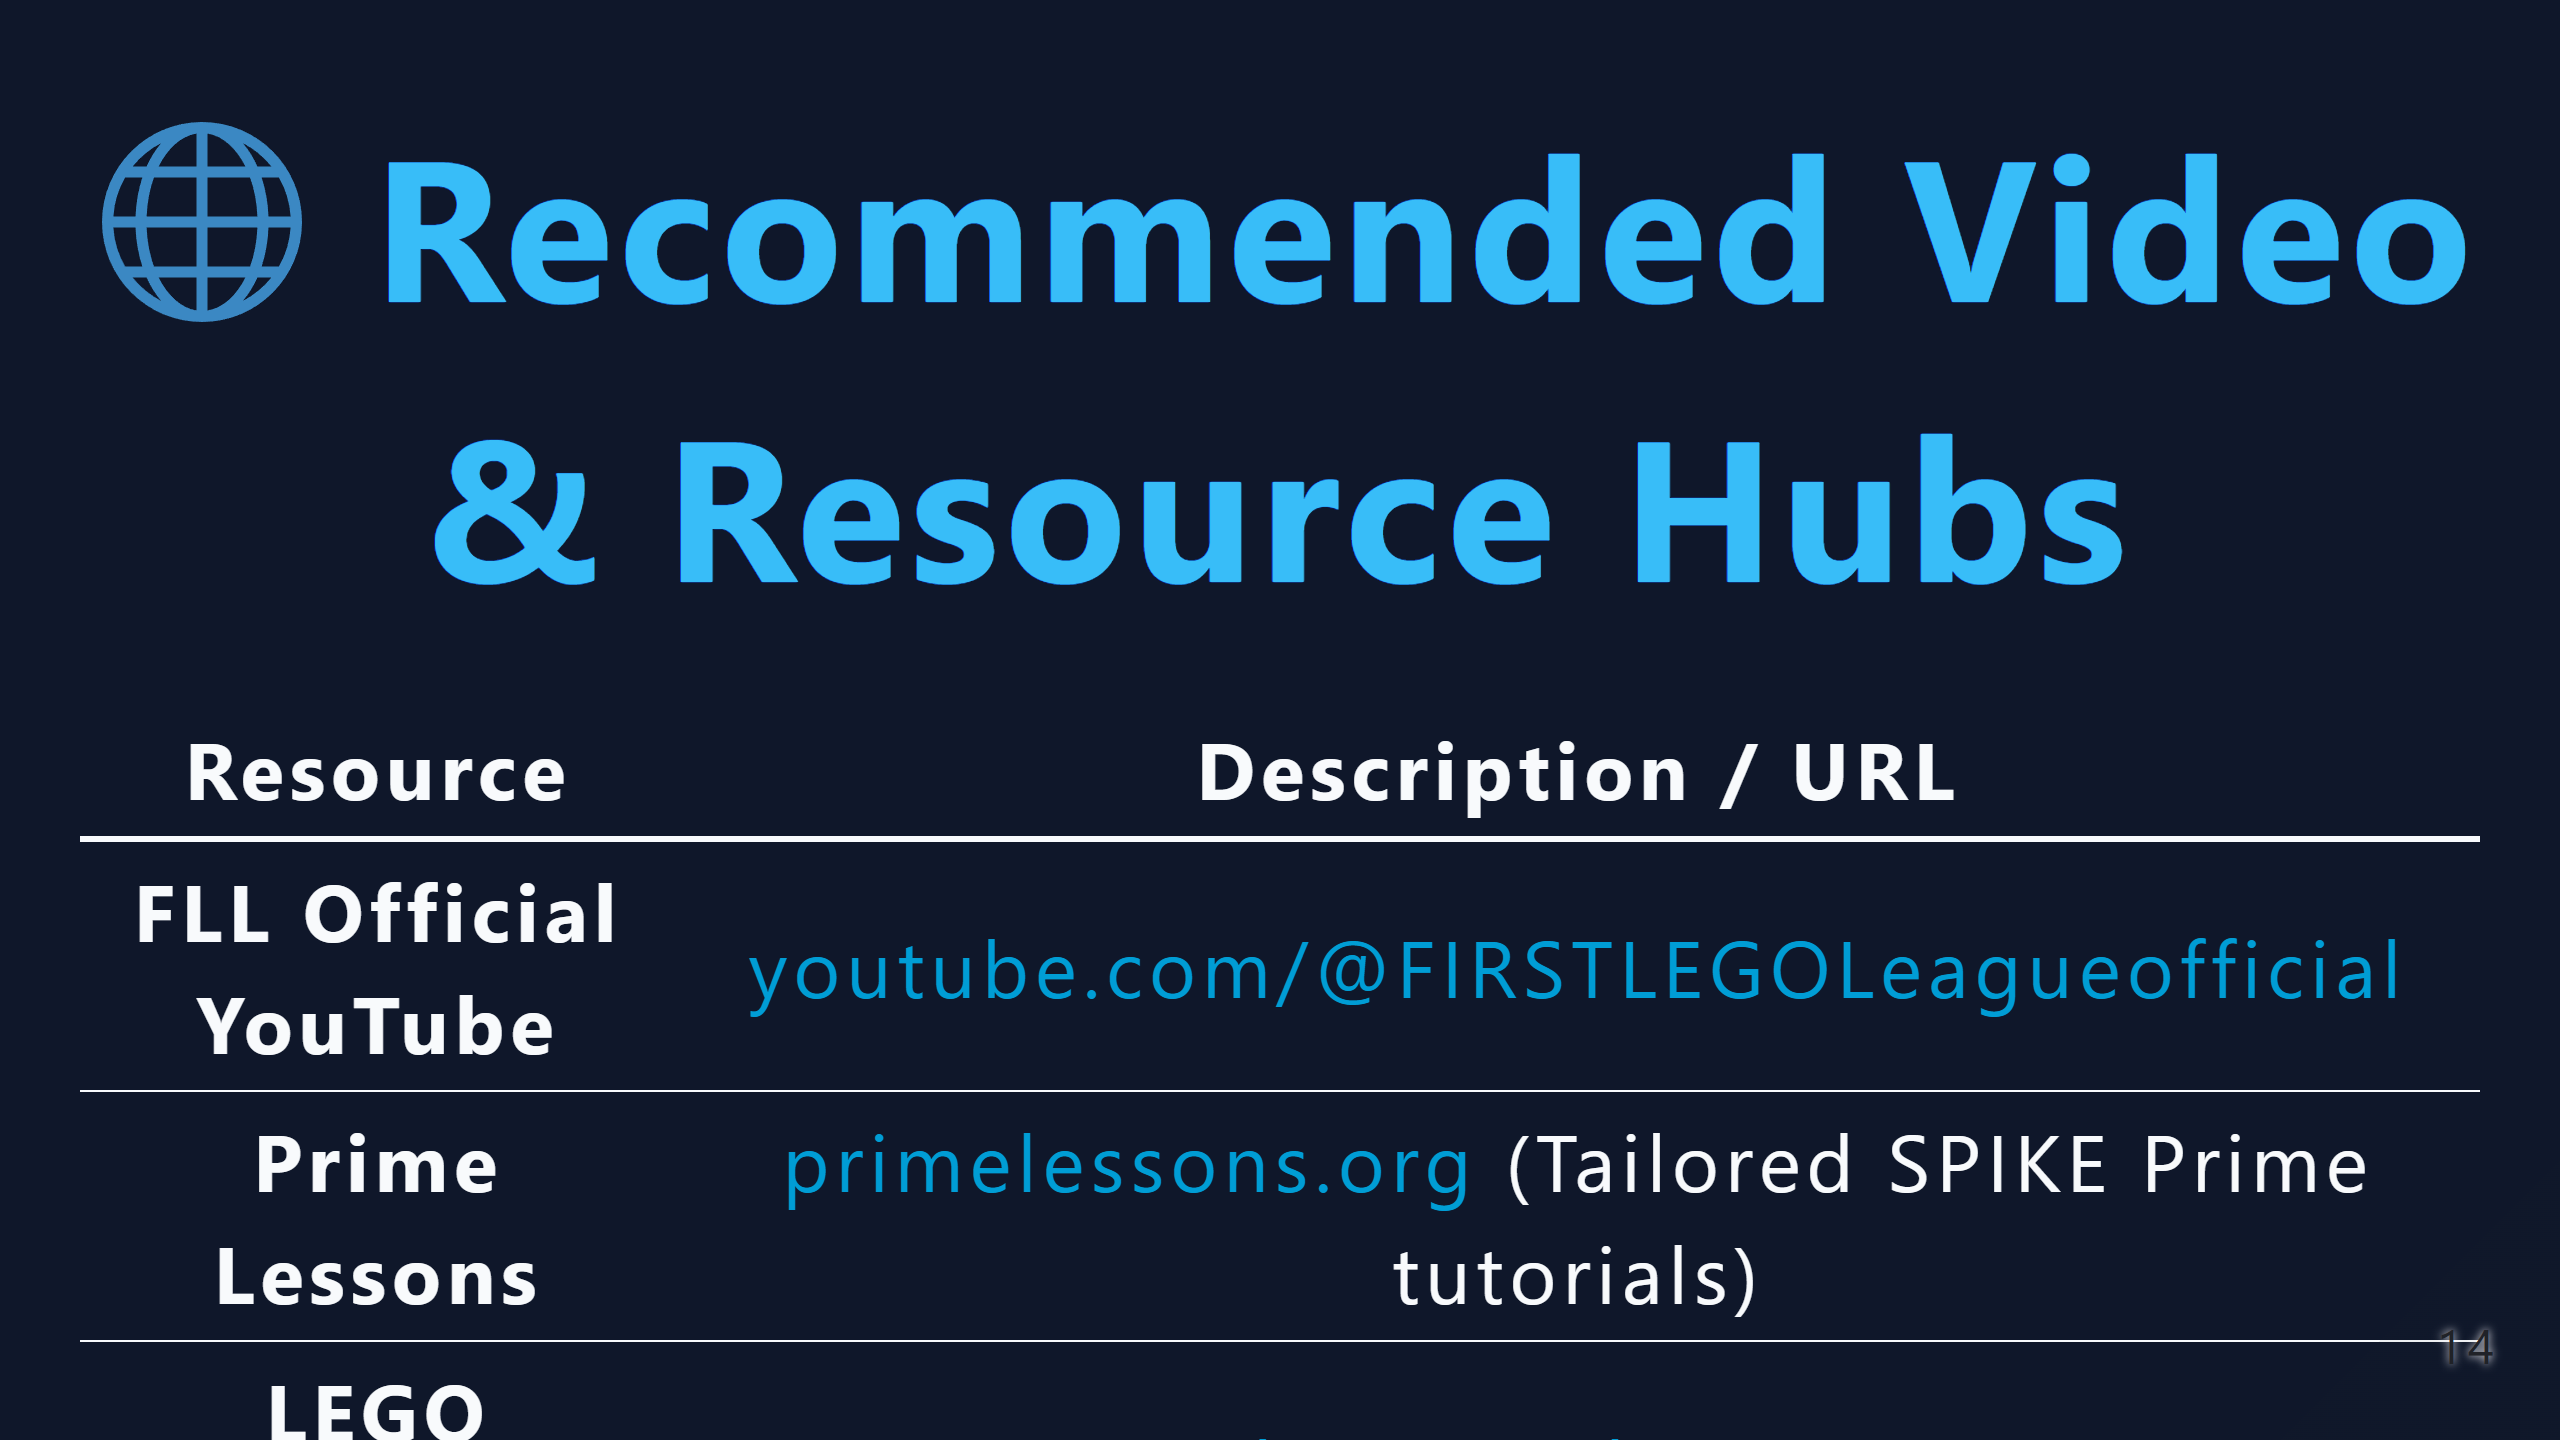 Recommended Video
& Resource Hubs
Resource Description / URL
FLL Official
YouTube
youtube.com/@FIRSTLEGOLeagueofficial
Prime
Lessons
primelessons.org (Tailored SPIKE Prime
tutorials)
14
LEGO